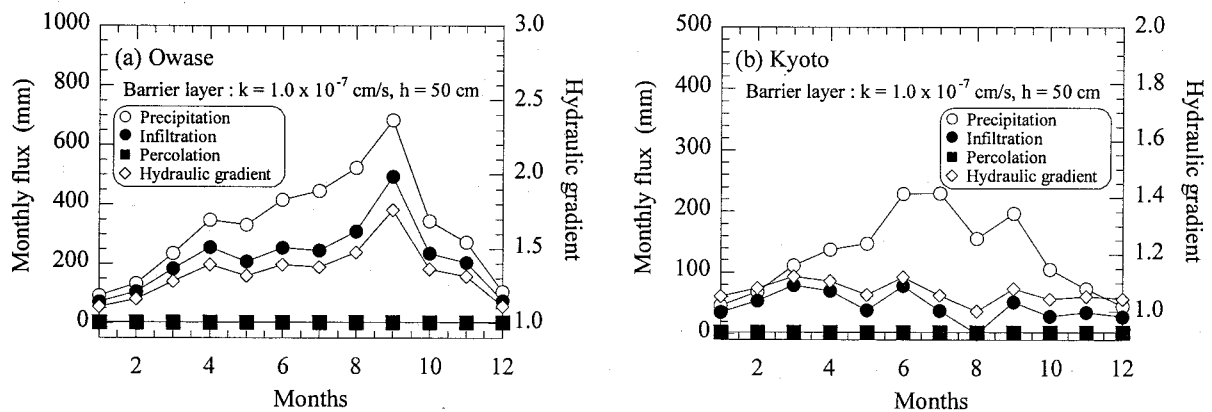 (a) Owase
Barrier layer : k = 1.0 x 10⁻⁷ cm/s, h = 50 cm
Precipitation
Infiltration
Percolation
Hydraulic gradient
Monthly flux (mm)
1000
800
600
400
200
0
3.0
2.5
2.0
1.5
1.0
Hydraulic gradient
2 4 6 8 10 12
Months
(b) Kyoto
Barrier layer : k = 1.0 x 10⁻⁷ cm/s, h = 50 cm
Precipitation
Infiltration
Percolation
Hydraulic gradient
Monthly flux (mm)
500
400
300
200
100
0
2.0
1.8
1.6
1.4
1.2
1.0
Hydraulic gradient
2 4 6 8 10 12
Months